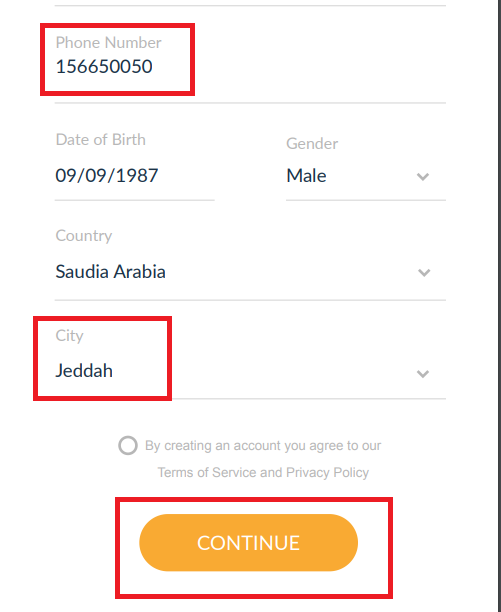 Phone Number
156650050
Date of Birth
Gender
09/09/1987
Male
Country
Saudia Arabia
City
Jeddah
By creating an account you agree to our
Terms of Service and Privacy Policy
CONTINUE